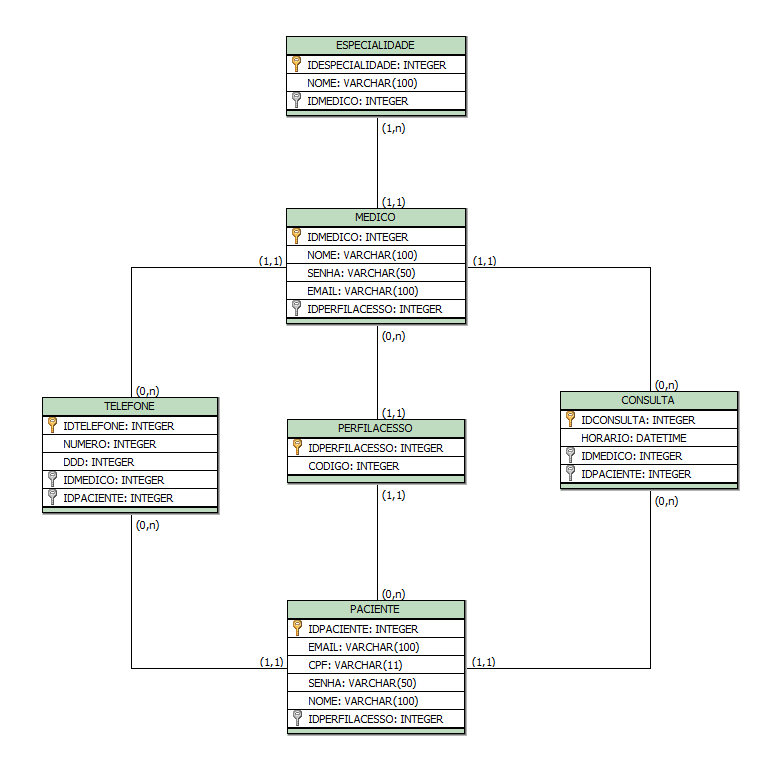 ESPECIALIDADE
IDESPECIALIDADE: INTEGER
NOME: VARCHAR(100)
IDMEDICO: INTEGER
(1,n)
(1,1)
MEDICO
IDMEDICO: INTEGER
NOME: VARCHAR(100)
SENHA: VARCHAR(50)
EMAIL: VARCHAR(100)
IDPERFILACESSO: INTEGER
(1,1)
(1,1)
(0,n)
(0,n)
TELEFONE
IDTELEFONE: INTEGER
NUMERO: INTEGER
DDD: INTEGER
IDMEDICO: INTEGER
IDPACIENTE: INTEGER
(0,n)
(1,1)
PERFILACESSO
IDPERFILACESSO: INTEGER
CODIGO: INTEGER
(1,1)
(0,n)
CONSULTA
IDCONSULTA: INTEGER
HORARIO: DATETIME
IDMEDICO: INTEGER
IDPACIENTE: INTEGER
(0,n)
(0,n)
PACIENTE
IDPACIENTE: INTEGER
EMAIL: VARCHAR(100)
CPF: VARCHAR(11)
SENHA: VARCHAR(50)
NOME: VARCHAR(100)
IDPERFILACESSO: INTEGER
(1,1)
(1,1)